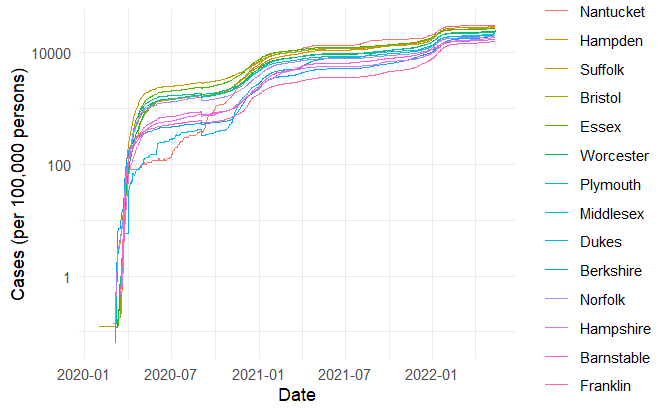 Nantucket
Hampden
Suffolk
Bristol
Essex
Worcester
Plymouth
Middlesex
Dukes
Berkshire
Norfolk
Hampshire
Barnstable
Franklin
Cases (per 100,000 persons)
10000
100
1
2020-01
2020-07
2021-01
2021-07
2022-01
Date